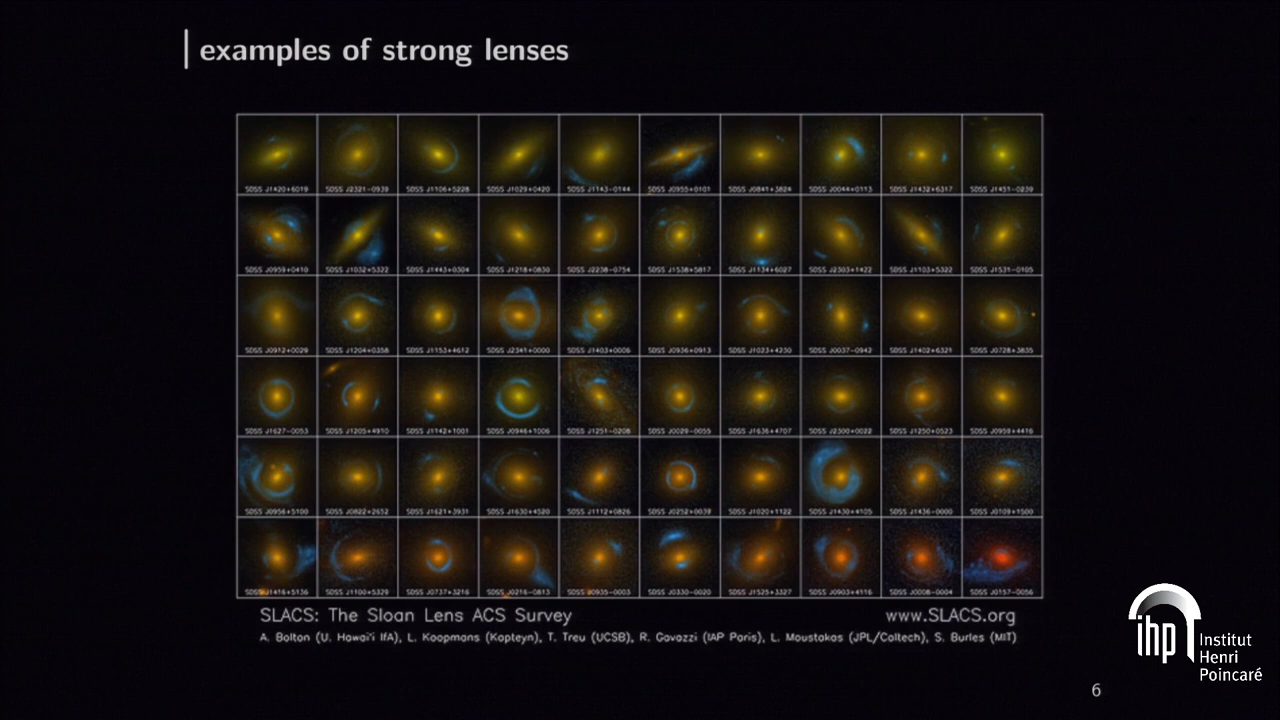 examples of strong lenses
SDSS J1420+6019 SDSS J2321-0939 SDSS J1106+5228 SDSS J1029+0420 SDSS J1143-0144 SDSS J0955+0101 SDSS J0841+3824 SDSS J0044+0113 SDSS J1432+6317 SDSS J1451-0239
SDSS J0959+0410 SDSS J1032+5322 SDSS J1443+0304 SDSS J1218+0830 SDSS J2238-0754 SDSS J1538+5817 SDSS J1134+6027 SDSS J2303+1422 SDSS J1103+5322 SDSS J1531-0105
SDSS J0912+0029 SDSS J1204+0358 SDSS J1153+4612 SDSS J2341+0000 SDSS J1403+0006 SDSS J0936+0913 SDSS J1023+4230 SDSS J0037-0942 SDSS J1402+6321 SDSS J0728+3835
SDSS J1627-0053 SDSS J1205+4910 SDSS J1142+1001 SDSS J0946+1006 SDSS J1251-0208 SDSS J0029-0055 SDSS J1636+4707 SDSS J2300+0022 SDSS J1250+0523 SDSS J0959+4416
SDSS J0956+5100 SDSS J0822+2652 SDSS J1621+3931 SDSS J1630+4520 SDSS J1112+0826 SDSS J0252+0039 SDSS J1020+1122 SDSS J1430+4105 SDSS J1436-0000 SDSS J0109+1500
SDSS J1416+5136 SDSS J1100+5329 SDSS J0737+3216 SDSS J0216-0813 SDSS J0935-0003 SDSS J0330-0020 SDSS J1525+3327 SDSS J0903+4116 SDSS J0008-0004 SDSS J0157-0056
SLACS: The Sloan Lens ACS Survey www.SLACS.org
A. Bolton (U. Hawai'i IfA), L. Koopmans (Kapteyn), T. Treu (UCSB), R. Gavazzi (IAP Paris), L. Moustakas (JPL/Caltech), S. Burles (MIT)
ihp
Institut
Henri
Poincaré
6